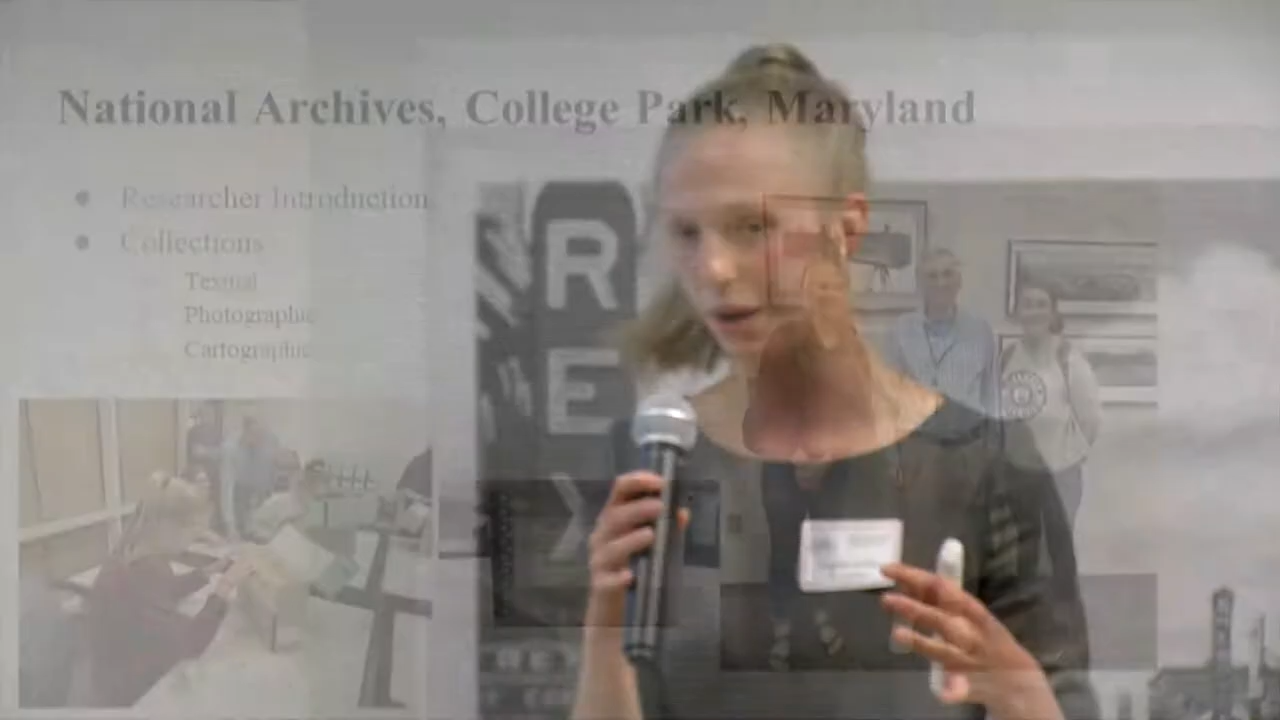 National Archives, College Park, Maryland
● Researcher Introduction
● Collections
Textual
Photographic
Cartographic
R
E
X